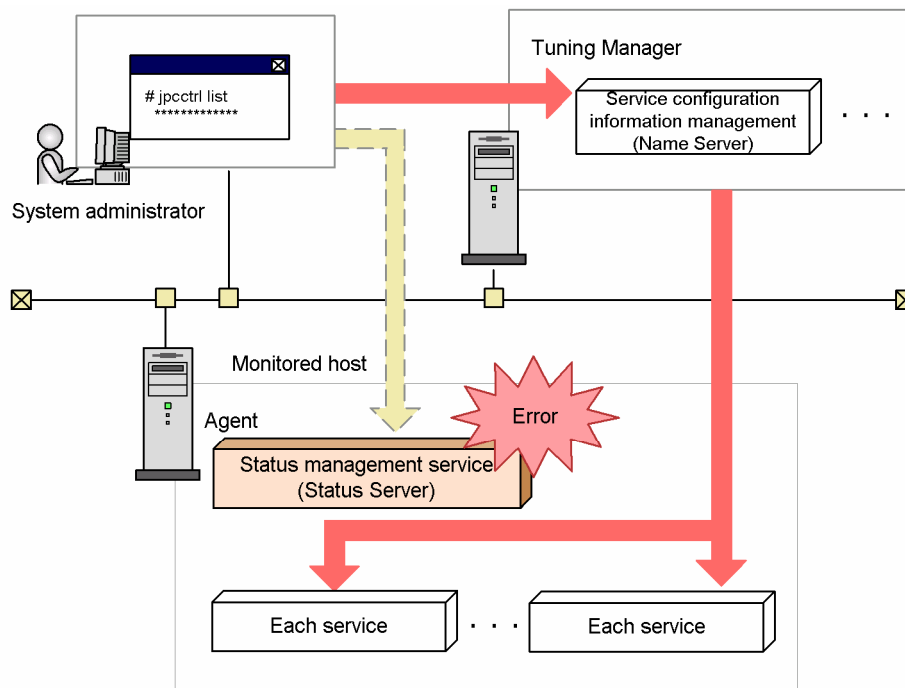 Tuning Manager
# jpcctrl list
*************
Service configuration
information management
(Name Server)
. . .
System administrator
Monitored host
Agent
Error
Status management service
(Status Server)
Each service
. . .
Each service